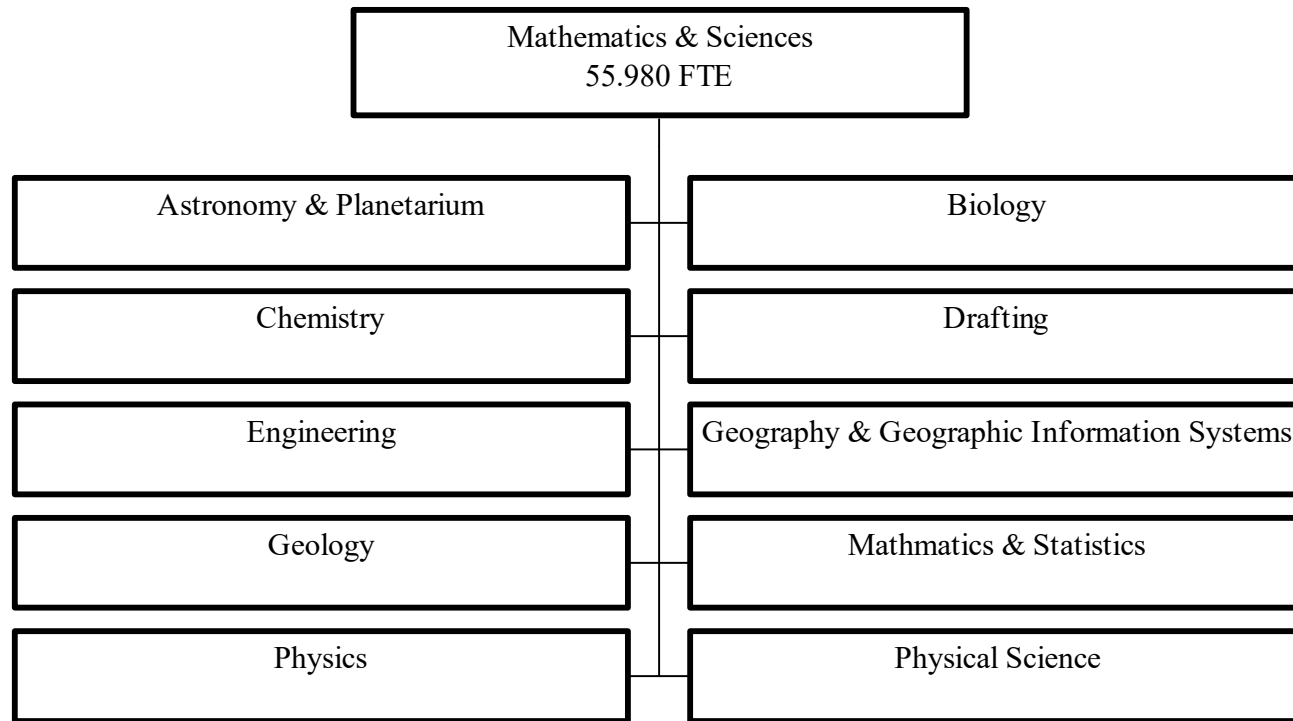 Mathematics & Sciences
55.980 FTE
Astronomy & Planetarium
Biology
Chemistry
Drafting
Engineering
Geography & Geographic Information Systems
Geology
Mathmatics & Statistics
Physics
Physical Science